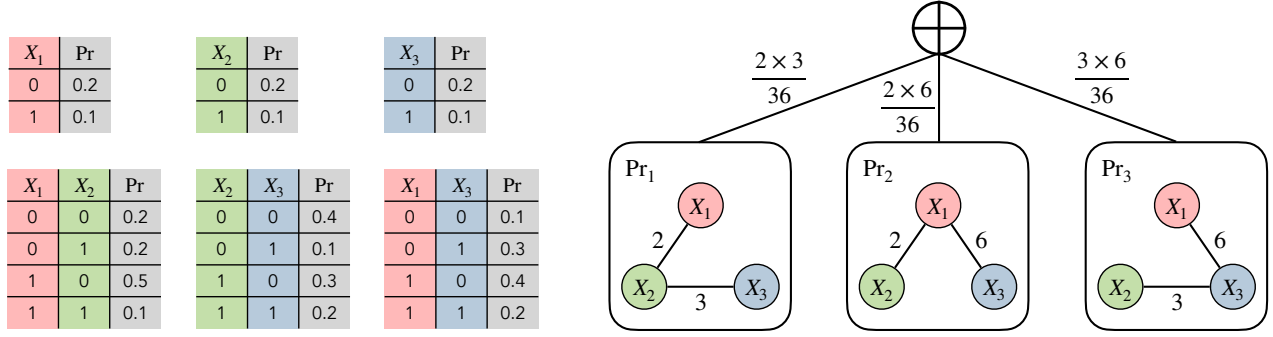 X₁ Pr
0 0.2
1 0.1
X₂ Pr
0 0.2
1 0.1
X₃ Pr
0 0.2
1 0.1
X₁ X₂ Pr
0 0 0.2
0 1 0.2
1 0 0.5
1 1 0.1
X₂ X₃ Pr
0 0 0.4
0 1 0.1
1 0 0.3
1 1 0.2
X₁ X₃ Pr
0 0 0.1
0 1 0.3
1 0 0.4
1 1 0.2
2 × 3
36
2 × 6
36
3 × 6
36
Pr₁
X₁
2
X₂ X₃
3
Pr₂
X₁
2 6
X₂ X₃
Pr₃
X₁
6
X₂ X₃
3